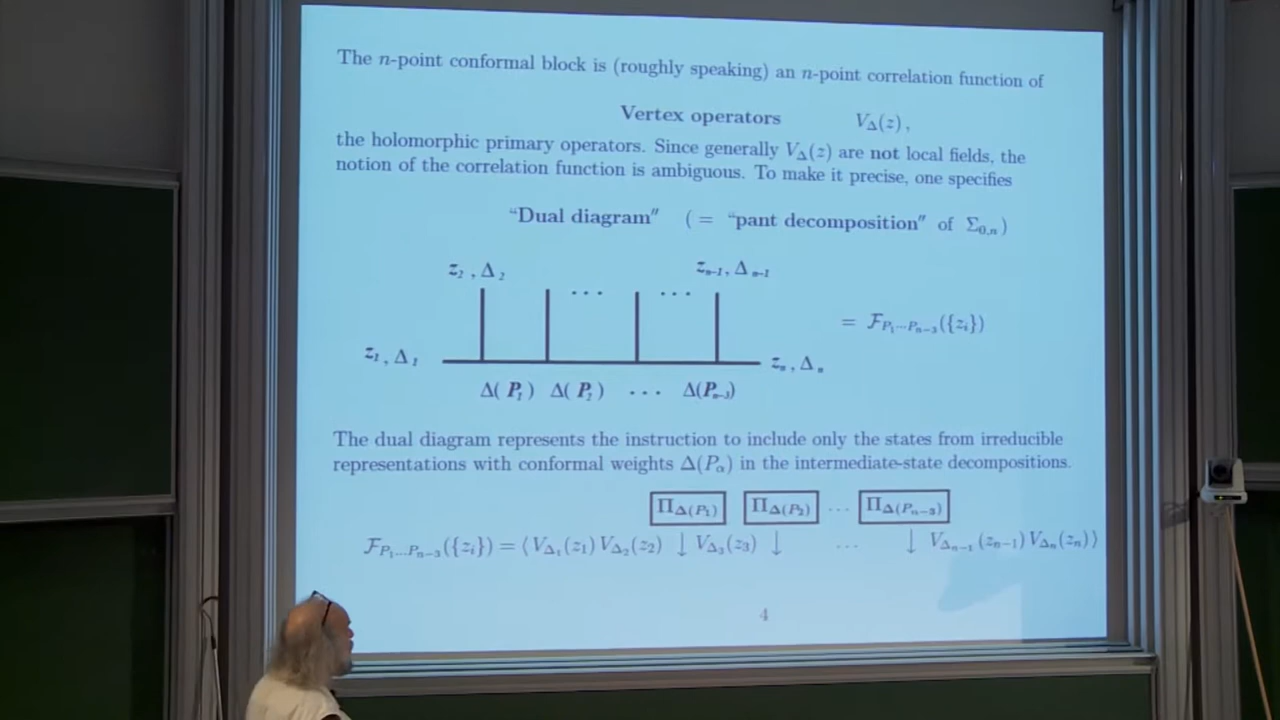 The n-point conformal block is (roughly speaking) an n-point correlation function of
Vertex operators V_Δ(z) ,
the holomorphic primary operators. Since generally V_Δ(z) are not local fields, the
notion of the correlation function is ambiguous. To make it precise, one specifies
“Dual diagram” ( = “pant decomposition” of Σ_{0,n} )
z_2 , Δ_2 z_{n-1} , Δ_{n-1}
... ...
= F_{P_1...P_{n-3}}({z_i})
z_1 , Δ_1 z_n , Δ_n
Δ( P_1 ) Δ( P_2 ) ... Δ(P_{n-3})
The dual diagram represents the instruction to include only the states from irreducible
representations with conformal weights Δ(P_α) in the intermediate-state decompositions.
Π_{Δ(P_1)} Π_{Δ(P_2)} ... Π_{Δ(P_{n-3})}
F_{P_1...P_{n-3}}({z_i}) = ⟨ V_{Δ_1}(z_1) V_{Δ_2}(z_2) ↓ V_{Δ_3}(z_3) ↓ ... ↓ V_{Δ_{n-1}}(z_{n-1}) V_{Δ_n}(z_n) ⟩
4